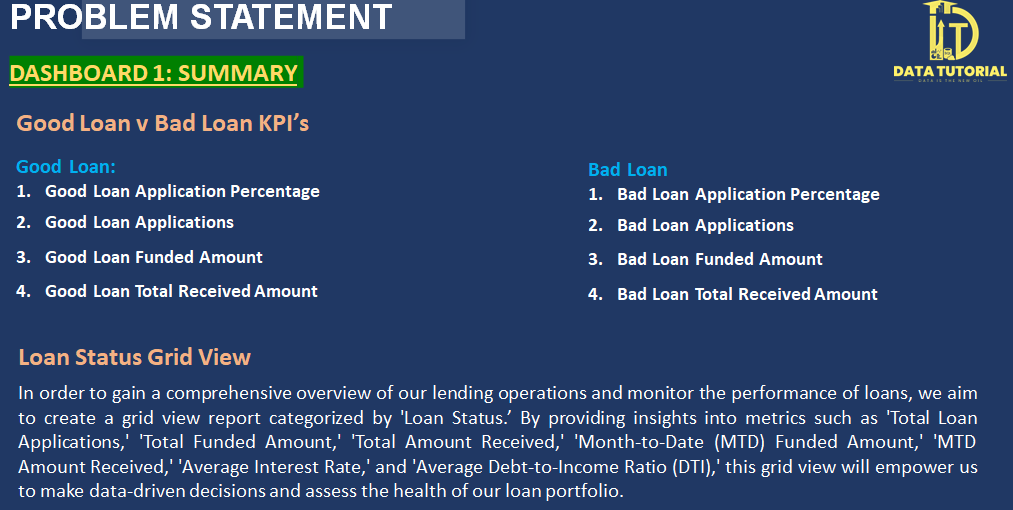 PROBLEM STATEMENT
DATA TUTORIAL
DATA IS THE NEW OIL
DASHBOARD 1: SUMMARY
Good Loan v Bad Loan KPI’s
Good Loan:
1. Good Loan Application Percentage
2. Good Loan Applications
3. Good Loan Funded Amount
4. Good Loan Total Received Amount
Bad Loan
1. Bad Loan Application Percentage
2. Bad Loan Applications
3. Bad Loan Funded Amount
4. Bad Loan Total Received Amount
Loan Status Grid View
In order to gain a comprehensive overview of our lending operations and monitor the performance of loans, we aim
to create a grid view report categorized by 'Loan Status.’ By providing insights into metrics such as 'Total Loan
Applications,' 'Total Funded Amount,' 'Total Amount Received,' 'Month-to-Date (MTD) Funded Amount,' 'MTD
Amount Received,' 'Average Interest Rate,' and 'Average Debt-to-Income Ratio (DTI),' this grid view will empower us
to make data-driven decisions and assess the health of our loan portfolio.